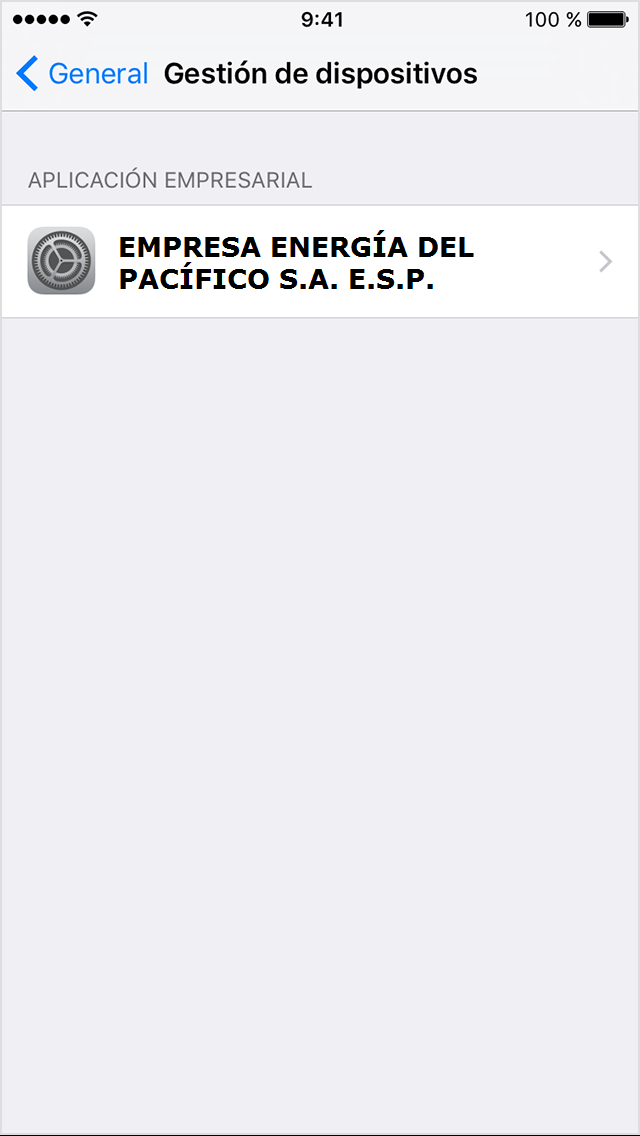 9:41 100 %
General Gestión de dispositivos
APLICACIÓN EMPRESARIAL
EMPRESA ENERGÍA DEL
PACÍFICO S.A. E.S.P.